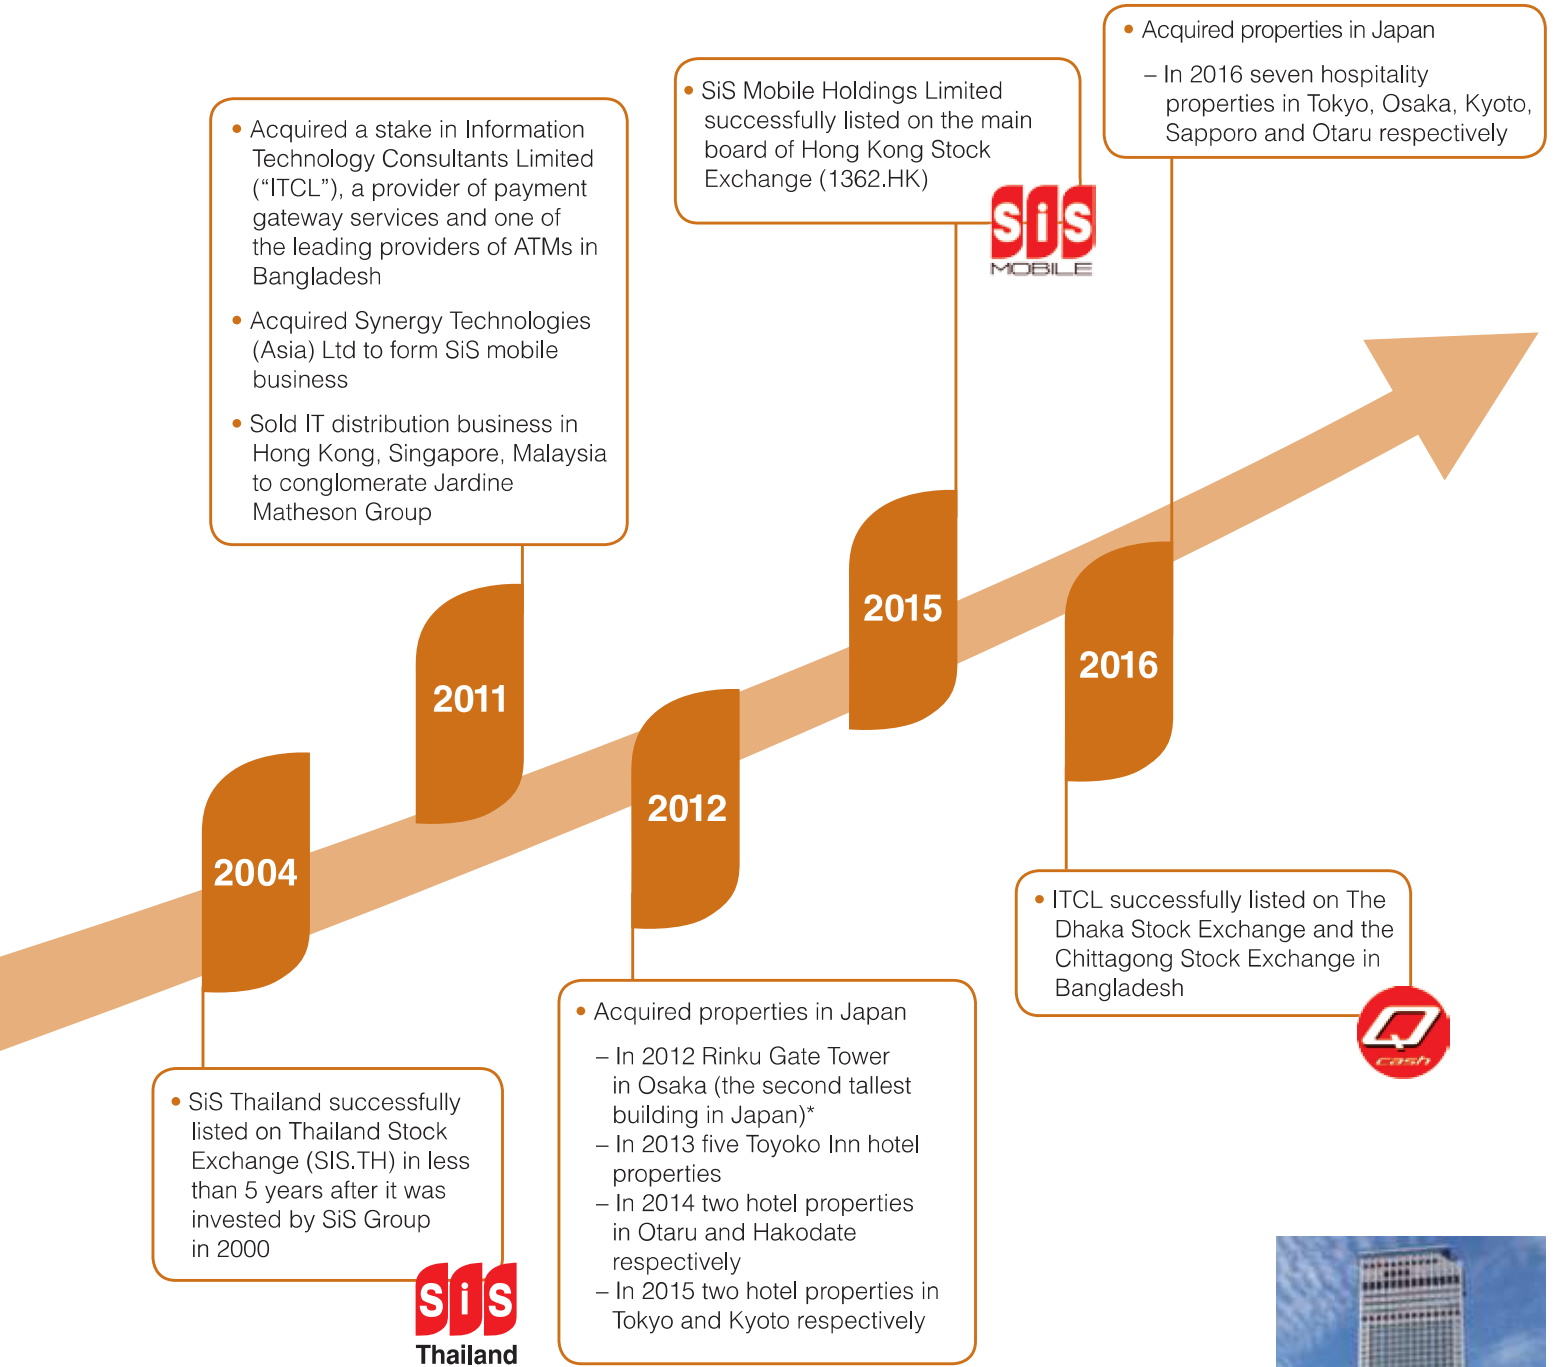 • Acquired properties in Japan
– In 2016 seven hospitality
properties in Tokyo, Osaka, Kyoto,
Sapporo and Otaru respectively
• SiS Mobile Holdings Limited
successfully listed on the main
board of Hong Kong Stock
Exchange (1362.HK)
SiS
MOBILE
• Acquired a stake in Information
Technology Consultants Limited
(“ITCL”), a provider of payment
gateway services and one of
the leading providers of ATMs in
Bangladesh
• Acquired Synergy Technologies
(Asia) Ltd to form SiS mobile
business
• Sold IT distribution business in
Hong Kong, Singapore, Malaysia
to conglomerate Jardine
Matheson Group
2015
2016
2011
2012
2004
• ITCL successfully listed on The
Dhaka Stock Exchange and the
Chittagong Stock Exchange in
Bangladesh
Q
cash
• Acquired properties in Japan
– In 2012 Rinku Gate Tower
in Osaka (the second tallest
building in Japan)*
– In 2013 five Toyoko Inn hotel
properties
– In 2014 two hotel properties
in Otaru and Hakodate
respectively
– In 2015 two hotel properties in
Tokyo and Kyoto respectively
• SiS Thailand successfully
listed on Thailand Stock
Exchange (SIS.TH) in less
than 5 years after it was
invested by SiS Group
in 2000
SiS
Thailand